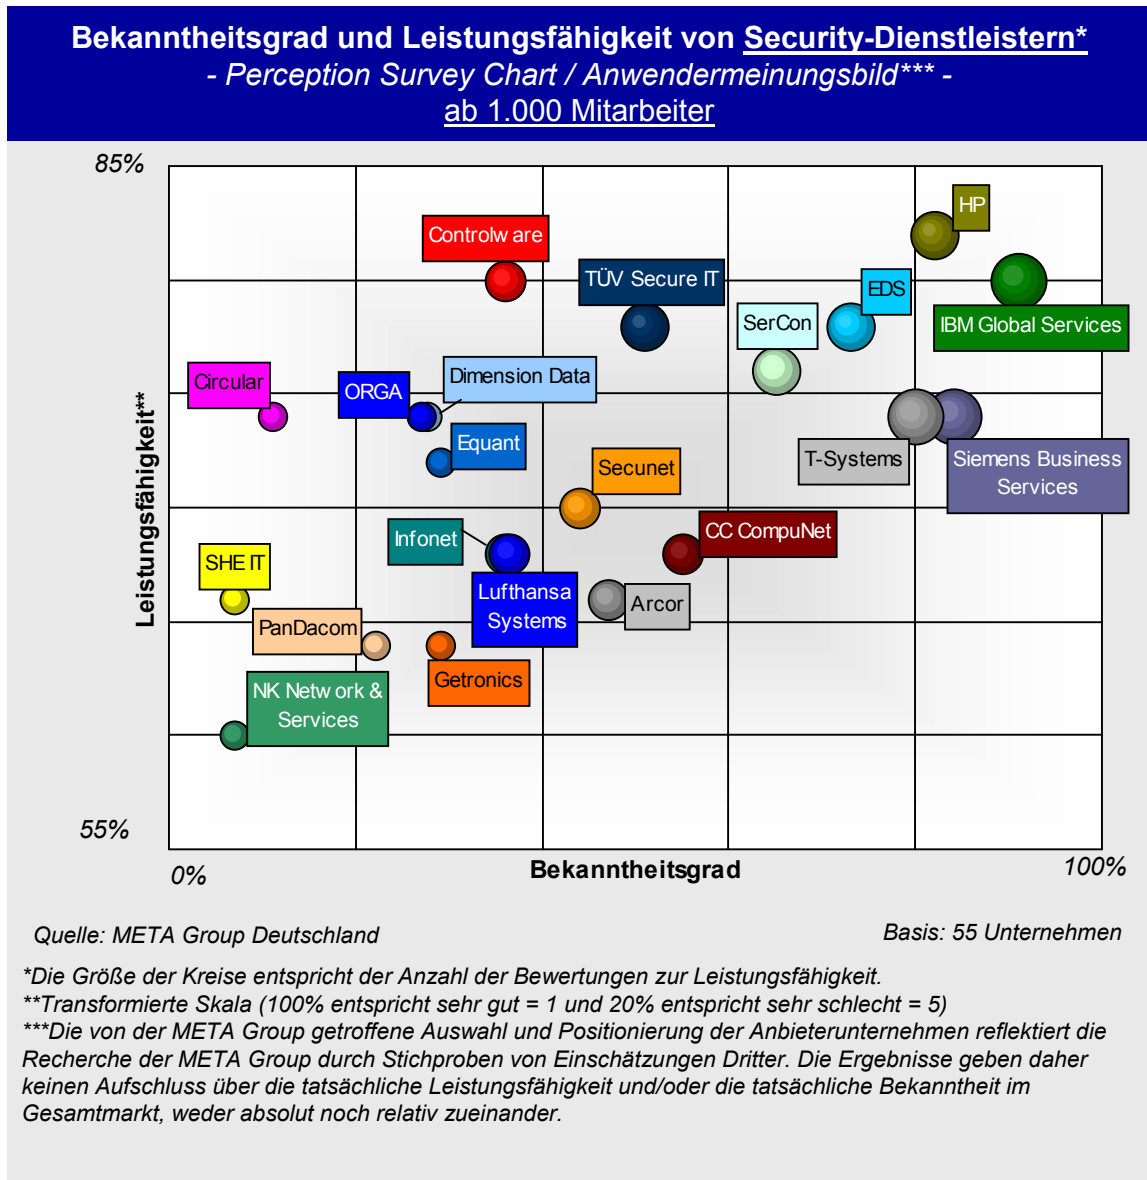 Bekanntheitsgrad und Leistungsfähigkeit von Security-Dienstleistern*
- Perception Survey Chart / Anwendermeinungsbild*** -
ab 1.000 Mitarbeiter
85%
HP
Controlware
TÜV Secure IT
EDS
SerCon
IBM Global Services
Circular
ORGA
Dimension Data
Equant
Secunet
T-Systems
Siemens Business
Services
Leistungsfähigkeit**
Infonet
CC CompuNet
SHE IT
Lufthansa
Systems
Arcor
PanDacom
Getronics
NK Network &
Services
55%
0%
Bekanntheitsgrad
100%
Quelle: META Group Deutschland
Basis: 55 Unternehmen
*Die Größe der Kreise entspricht der Anzahl der Bewertungen zur Leistungsfähigkeit.
**Transformierte Skala (100% entspricht sehr gut = 1 und 20% entspricht sehr schlecht = 5)
***Die von der META Group getroffene Auswahl und Positionierung der Anbieterunternehmen reflektiert die
Recherche der META Group durch Stichproben von Einschätzungen Dritter. Die Ergebnisse geben daher
keinen Aufschluss über die tatsächliche Leistungsfähigkeit und/oder die tatsächliche Bekanntheit im
Gesamtmarkt, weder absolut noch relativ zueinander.